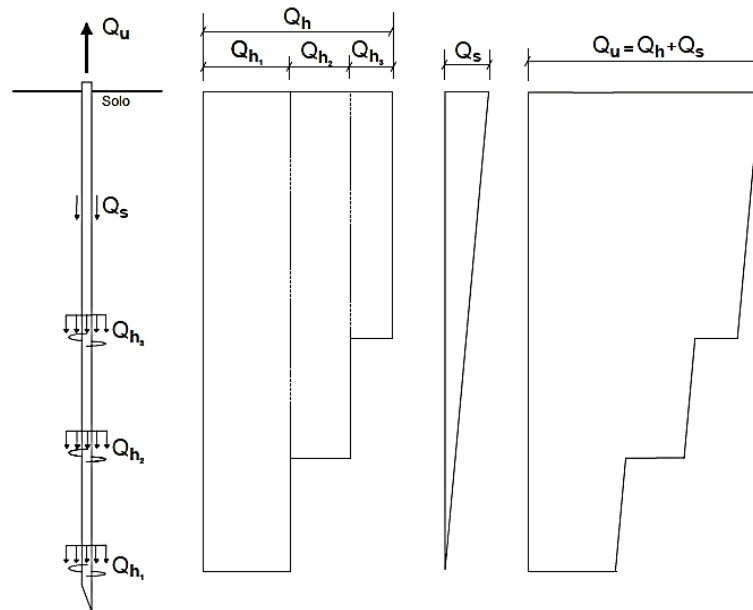 Qu
Qh
Qh1 Qh2 Qh3
Qs
Qu = Qh + Qs
Solo
Qs
Qh3
Qh2
Qh1